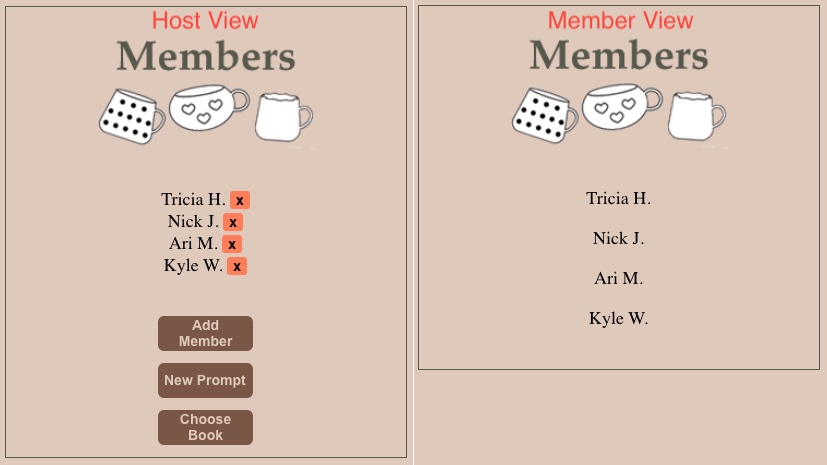 Host View
Members
Tricia H. x
Nick J. x
Ari M. x
Kyle W. x
Add
Member
New Prompt
Choose
Book
Member View
Members
Tricia H.
Nick J.
Ari M.
Kyle W.